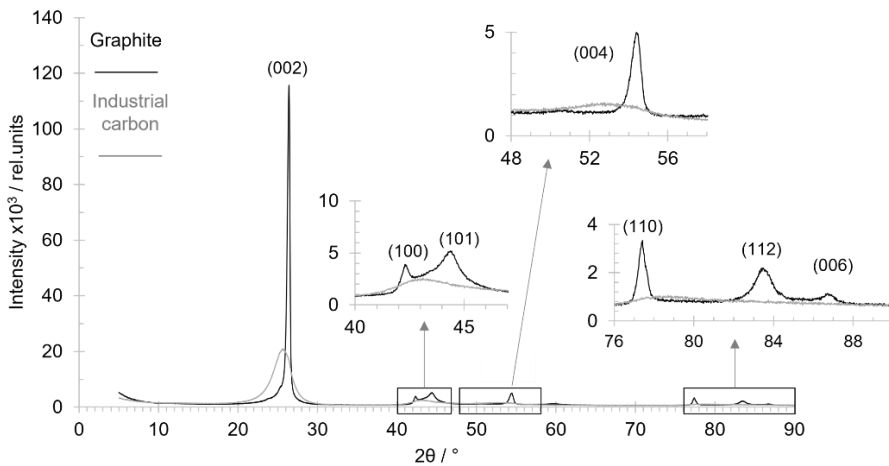 140
120
100
80
60
40
20
0
Intensity x10³ / rel.units
Graphite
Industrial
carbon
(002)
0 10 20 30 40 50 60 70 80 90
2θ / °
10
5
0
(100) (101)
40 45
5
0
(004)
48 52 56
4
2
0
(110)
(112)
(006)
76 80 84 88